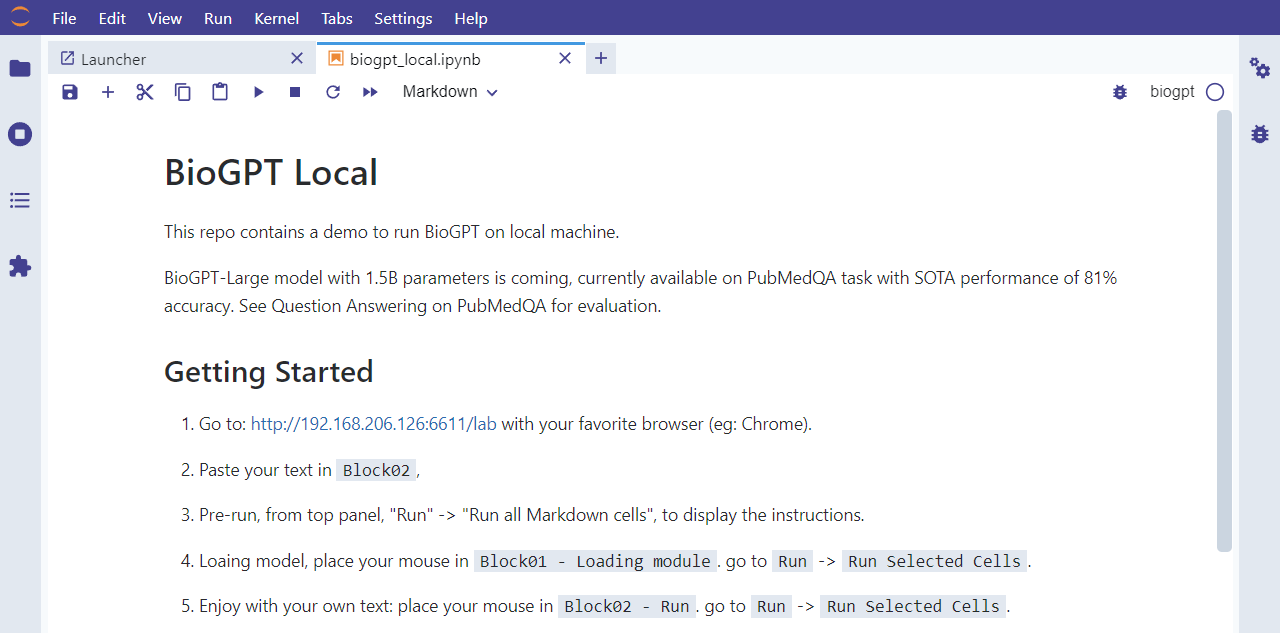 File Edit View Run Kernel Tabs Settings Help
Launcher
biogpt_local.ipynb
Markdown
biogpt
BioGPT Local
This repo contains a demo to run BioGPT on local machine.
BioGPT-Large model with 1.5B parameters is coming, currently available on PubMedQA task with SOTA performance of 81%
accuracy. See Question Answering on PubMedQA for evaluation.
Getting Started
1. Go to: http://192.168.206.126:6611/lab with your favorite browser (eg: Chrome).
2. Paste your text in Block02,
3. Pre-run, from top panel, "Run" -> "Run all Markdown cells", to display the instructions.
4. Loaing model, place your mouse in Block01 - Loading module. go to Run -> Run Selected Cells.
5. Enjoy with your own text: place your mouse in Block02 - Run. go to Run -> Run Selected Cells.